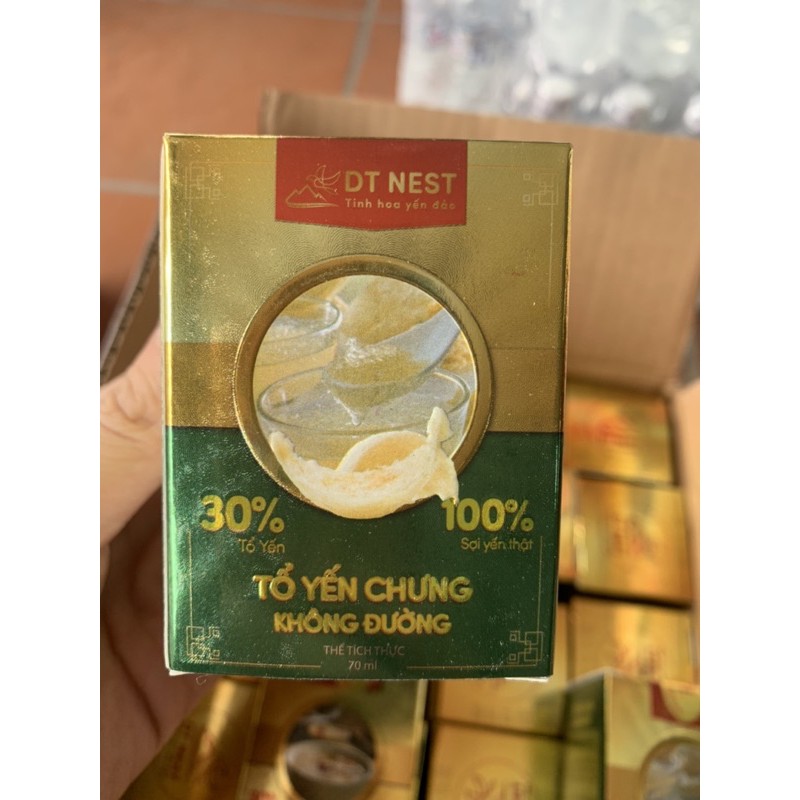 DT NEST
Tinh hoa yến đảo
30%
Tổ Yến
100%
Sợi yến thật
TỔ YẾN CHƯNG
KHÔNG ĐƯỜNG
THỂ TÍCH THỰC
70 ml